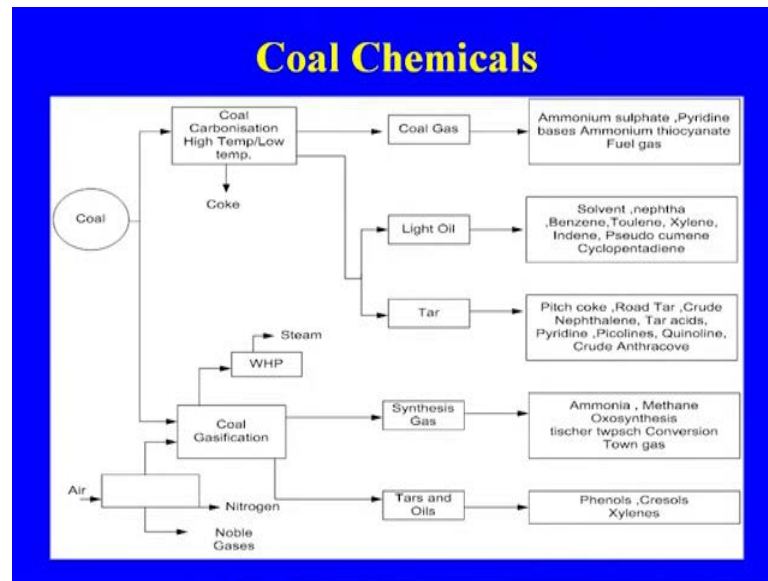 Coal Chemicals
Coal
Carbonisation
High Temp/Low
temp.
Coal Gas
Ammonium sulphate ,Pyridine
bases Ammonium thiocyanate
Fuel gas
Coke
Coal
Light Oil
Solvent ,nephtha
,Benzene,Toulene, Xylene,
Indene, Pseudo cumene
Cyclopentadiene
Tar
Pitch coke ,Road Tar ,Crude
Nephthalene, Tar acids,
Pyridine ,Picolines, Quinoline,
Crude Anthracove
Steam
WHP
Coal
Gasification
Synthesis
Gas
Ammonia , Methane
Oxosynthesis
tischer twpsch Conversion
Town gas
Air
Nitrogen
Noble
Gases
Tars and
Oils
Phenols ,Cresols
Xylenes